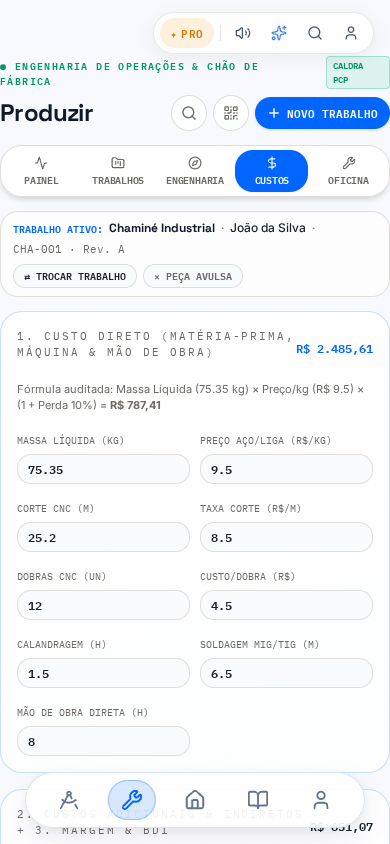 ✦ PRO
● ENGENHARIA DE OPERAÇÕES & CHÃO DE FÁBRICA
CALDRA PCP
Produzir
+ NOVO TRABALHO
PAINEL TRABALHOS ENGENHARIA CUSTOS OFICINA
TRABALHO ATIVO: Chaminé Industrial · João da Silva ·
CHA-001 · Rev. A
⇄ TROCAR TRABALHO × PEÇA AVULSA
1. CUSTO DIRETO (MATÉRIA-PRIMA,
MÁQUINA & MÃO DE OBRA) R$ 2.485,61
Fórmula auditada: Massa Líquida (75.35 kg) × Preço/kg (R$ 9.5) ×
(1 + Perda 10%) = R$ 787,41
MASSA LÍQUIDA (KG) PREÇO AÇO/LIGA (R$/KG)
75.35 9.5
CORTE CNC (M) TAXA CORTE (R$/M)
25.2 8.5
DOBRAS CNC (UN) CUSTO/DOBRA (R$)
12 4.5
CALANDRAGEM (H) SOLDAGEM MIG/TIG (M)
1.5 6.5
MÃO DE OBRA DIRETA (H)
8
2. CUSTOS ADICIONAIS & INDIRETOS
+ 3. MARGEM & BDI R$ 651,07